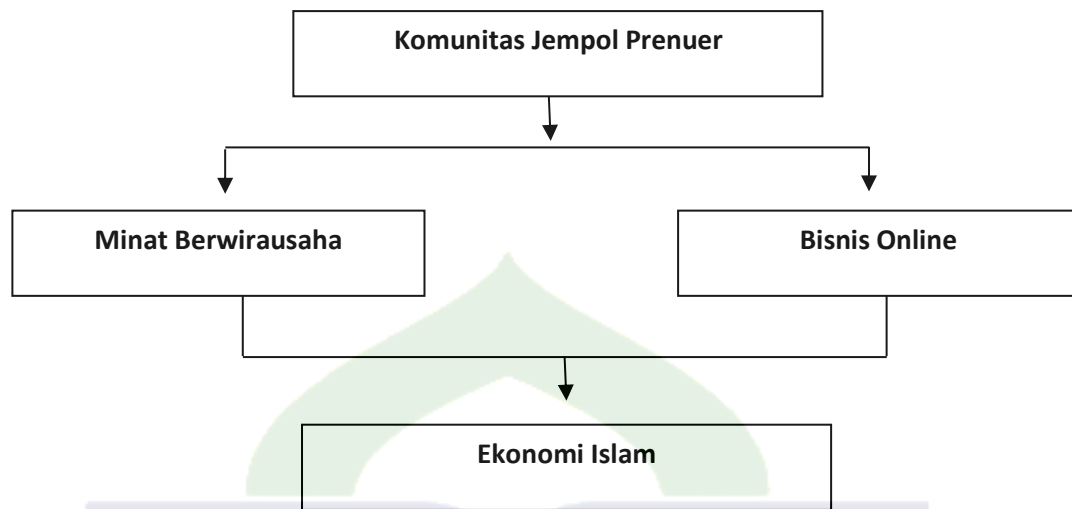 Komunitas Jempol Prenuer
Minat Berwirausaha
Bisnis Online
Ekonomi Islam